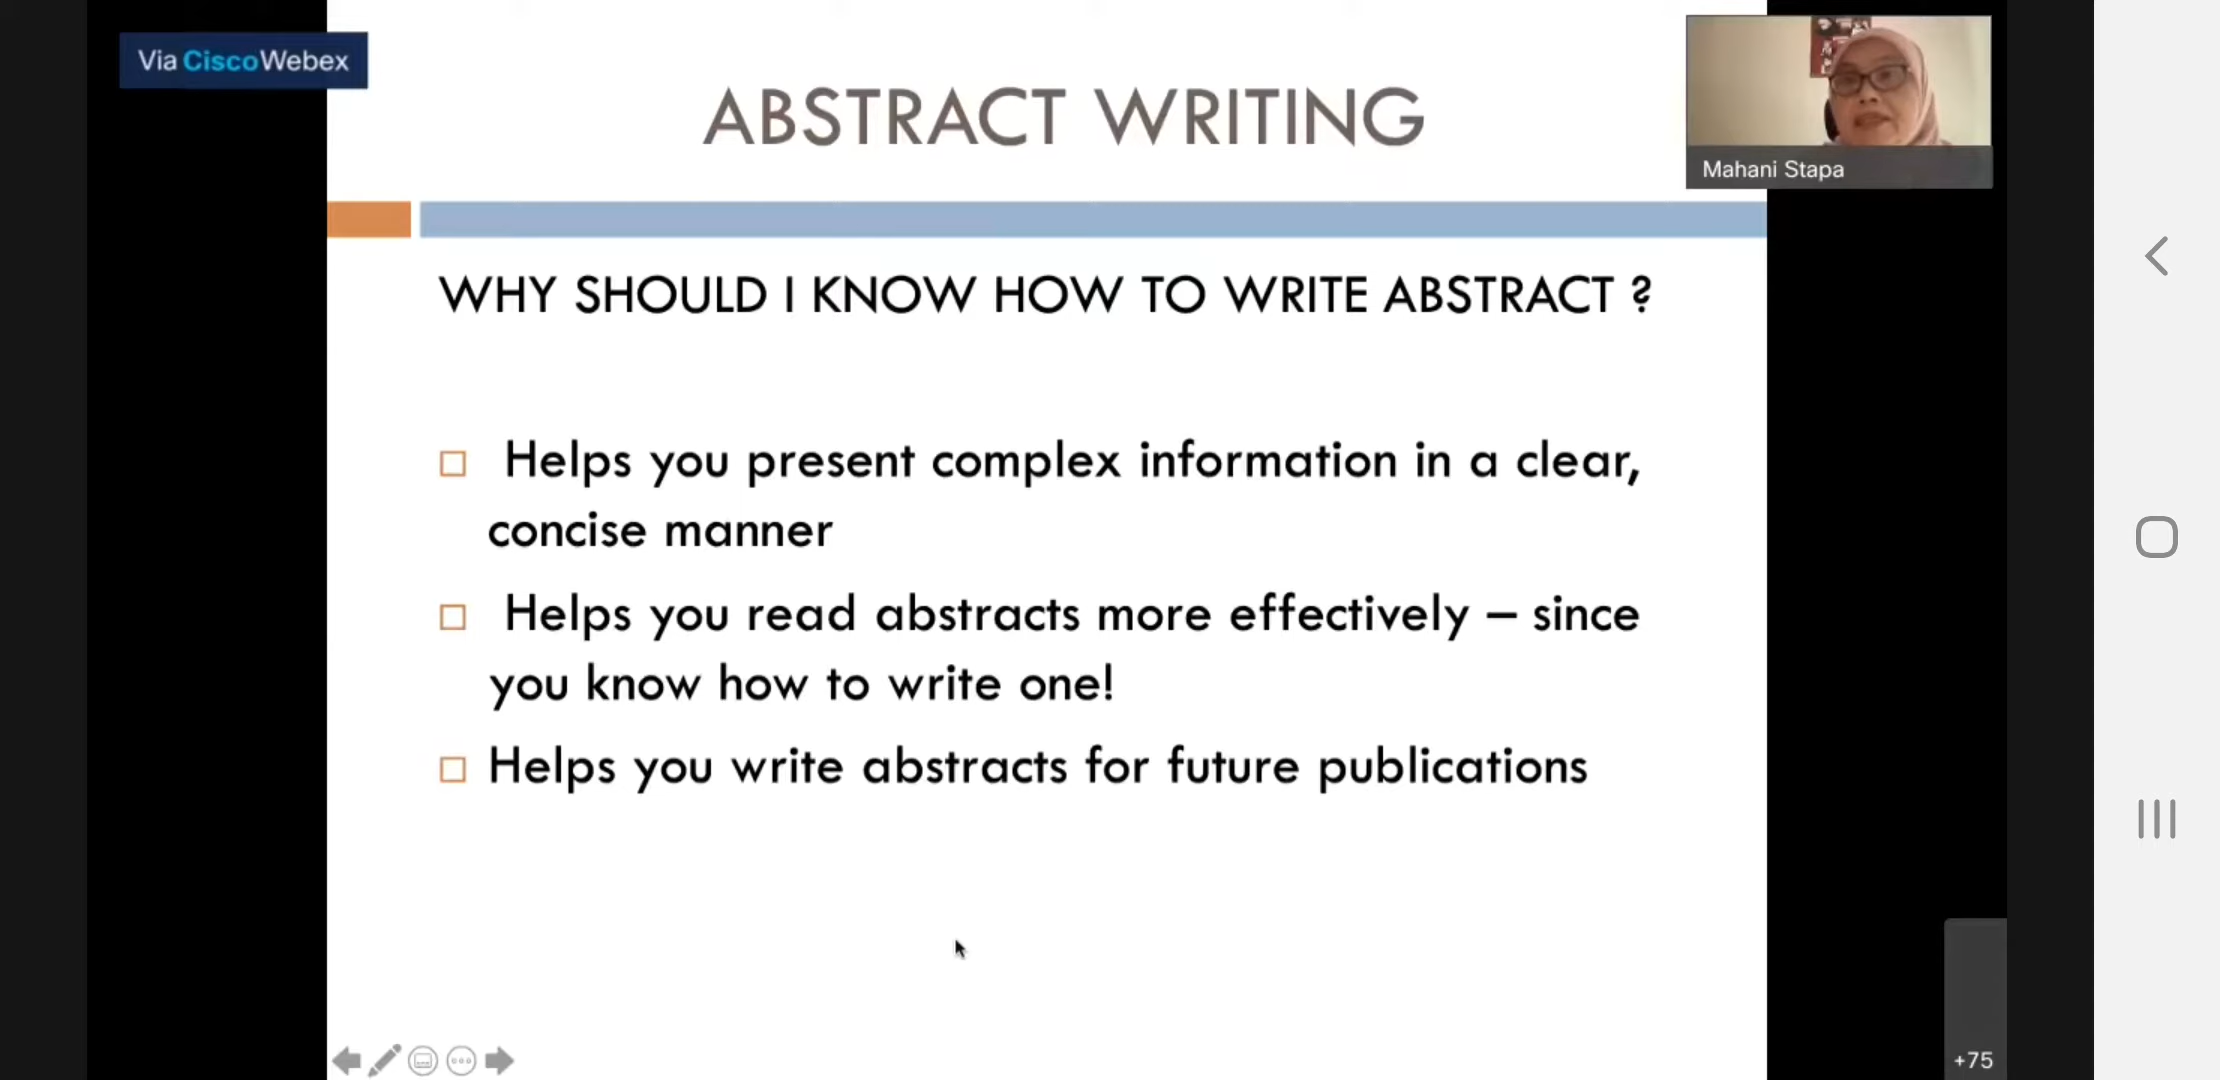 Via CiscoWebex
ABSTRACT WRITING
Mahani Stapa
WHY SHOULD I KNOW HOW TO WRITE ABSTRACT ?
Helps you present complex information in a clear,
concise manner
Helps you read abstracts more effectively – since
you know how to write one!
Helps you write abstracts for future publications
+75